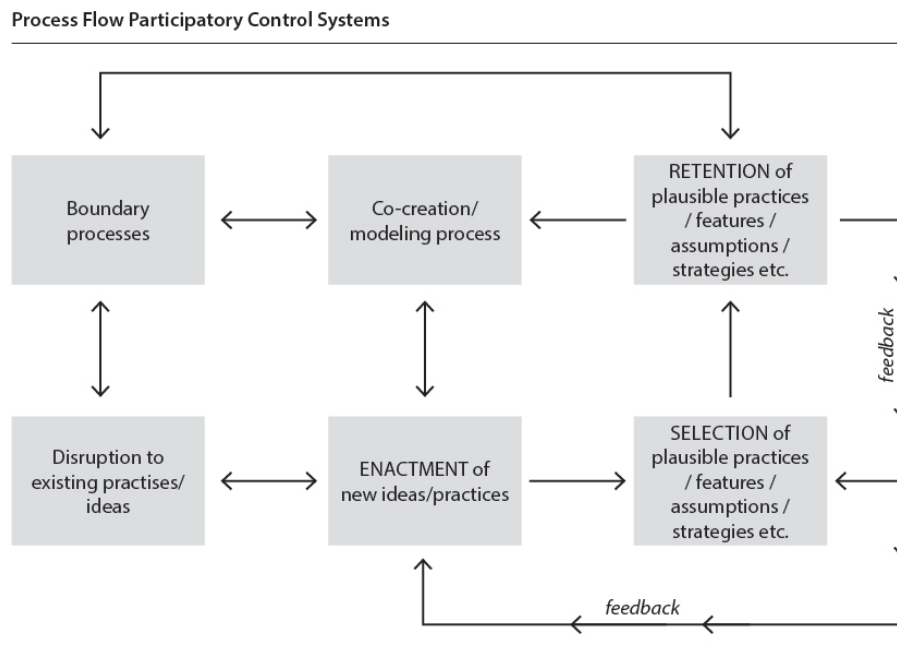 Process Flow Participatory Control Systems
Boundary
processes
Co-creation/
modeling process
RETENTION of
plausible practices
/ features /
assumptions /
strategies etc.
feedback
Disruption to
existing practises/
ideas
ENACTMENT of
new ideas/practices
SELECTION of
plausible practices
/ features /
assumptions /
strategies etc.
feedback